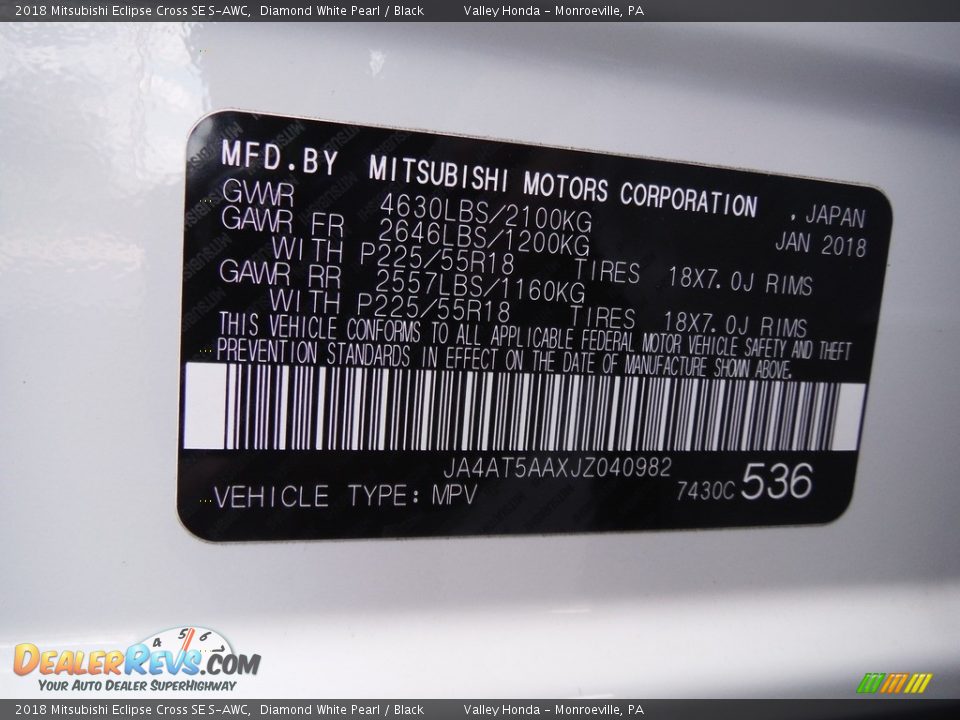 2018 Mitsubishi Eclipse Cross SE S-AWC, Diamond White Pearl / Black Valley Honda - Monroeville, PA
MFD.BY MITSUBISHI MOTORS CORPORATION , JAPAN
GVWR 4630LBS/2100KG JAN 2018
GAWR FR 2646LBS/1200KG
WITH P225/55R18 TIRES 18X7.0J RIMS
GAWR RR 2557LBS/1160KG
WITH P225/55R18 TIRES 18X7.0J RIMS
THIS VEHICLE CONFORMS TO ALL APPLICABLE FEDERAL MOTOR VEHICLE SAFETY AND THEFT
PREVENTION STANDARDS IN EFFECT ON THE DATE OF MANUFACTURE SHOWN ABOVE.
JA4AT5AAXJZ040982
VEHICLE TYPE: MPV 7430C 536
4 5 6
DEALERREVS.COM
YOUR AUTO DEALER SUPERHIGHWAY
2018 Mitsubishi Eclipse Cross SE S-AWC, Diamond White Pearl / Black Valley Honda - Monroeville, PA